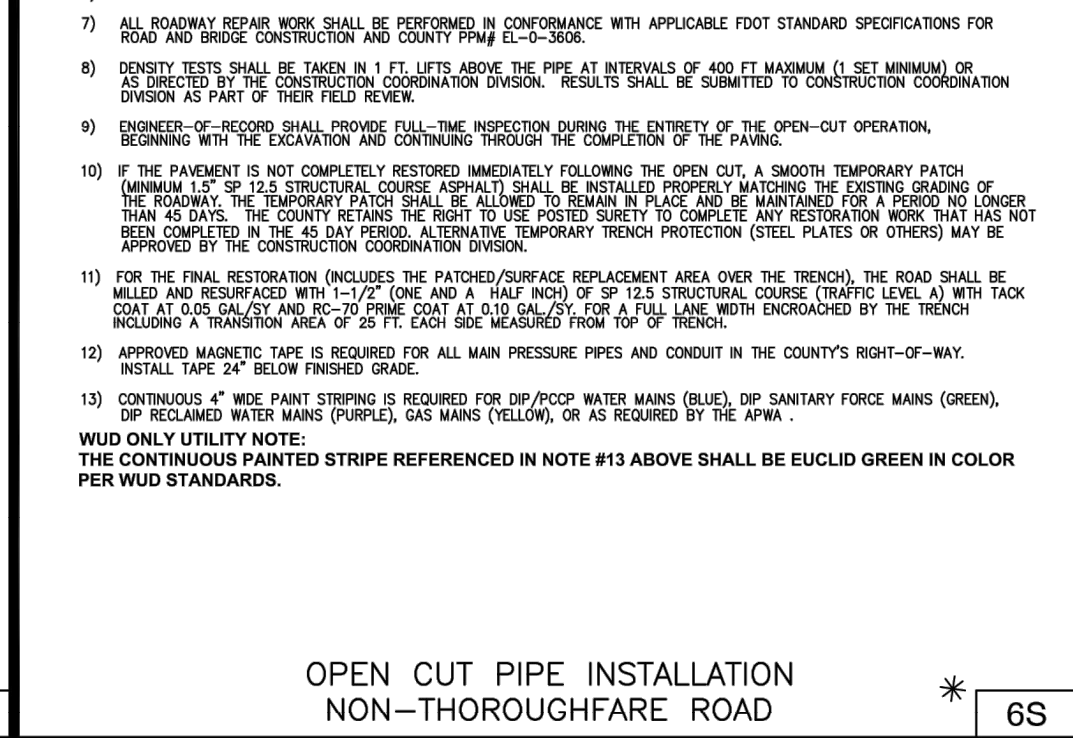 7) ALL ROADWAY REPAIR WORK SHALL BE PERFORMED IN CONFORMANCE WITH APPLICABLE FDOT STANDARD SPECIFICATIONS FOR
ROAD AND BRIDGE CONSTRUCTION AND COUNTY PPM# EL-O-3606.
8) DENSITY TESTS SHALL BE TAKEN IN 1 FT. LIFTS ABOVE THE PIPE AT INTERVALS OF 400 FT MAXIMUM (1 SET MINIMUM) OR
AS DIRECTED BY THE CONSTRUCTION COORDINATION DIVISION. RESULTS SHALL BE SUBMITTED TO CONSTRUCTION COORDINATION
DIVISION AS PART OF THEIR FIELD REVIEW.
9) ENGINEER-OF-RECORD SHALL PROVIDE FULL-TIME INSPECTION DURING THE ENTIRETY OF THE OPEN-CUT OPERATION,
BEGINNING WITH THE EXCAVATION AND CONTINUING THROUGH THE COMPLETION OF THE PAVING.
10) IF THE PAVEMENT IS NOT COMPLETELY RESTORED IMMEDIATELY FOLLOWING THE OPEN CUT, A SMOOTH TEMPORARY PATCH
(MINIMUM 1.5" SP 12.5 STRUCTURAL COURSE ASPHALT) SHALL BE INSTALLED PROPERLY MATCHING THE EXISTING GRADING OF
THE ROADWAY. THE TEMPORARY PATCH SHALL BE ALLOWED TO REMAIN IN PLACE AND BE MAINTAINED FOR A PERIOD NO LONGER
THAN 45 DAYS. THE COUNTY RETAINS THE RIGHT TO USE POSTED SURETY TO COMPLETE ANY RESTORATION WORK THAT HAS NOT
BEEN COMPLETED IN THE 45 DAY PERIOD. ALTERNATIVE TEMPORARY TRENCH PROTECTION (STEEL PLATES OR OTHERS) MAY BE
APPROVED BY THE CONSTRUCTION COORDINATION DIVISION.
11) FOR THE FINAL RESTORATION (INCLUDES THE PATCHED/SURFACE REPLACEMENT AREA OVER THE TRENCH), THE ROAD SHALL BE
MILLED AND RESURFACED WITH 1-1/2" (ONE AND A HALF INCH) OF SP 12.5 STRUCTURAL COURSE (TRAFFIC LEVEL A) WITH TACK
COAT AT 0.05 GAL/SY AND RC-70 PRIME COAT AT 0.10 GAL./SY. FOR A FULL LANE WIDTH ENCROACHED BY THE TRENCH
INCLUDING A TRANSITION AREA OF 25 FT. EACH SIDE MEASURED FROM TOP OF TRENCH.
12) APPROVED MAGNETIC TAPE IS REQUIRED FOR ALL MAIN PRESSURE PIPES AND CONDUIT IN THE COUNTY'S RIGHT-OF-WAY.
INSTALL TAPE 24" BELOW FINISHED GRADE.
13) CONTINUOUS 4" WIDE PAINT STRIPING IS REQUIRED FOR DIP/PCCP WATER MAINS (BLUE), DIP SANITARY FORCE MAINS (GREEN),
DIP RECLAIMED WATER MAINS (PURPLE), GAS MAINS (YELLOW), OR AS REQUIRED BY THE APWA .
WUD ONLY UTILITY NOTE:
THE CONTINUOUS PAINTED STRIPE REFERENCED IN NOTE #13 ABOVE SHALL BE EUCLID GREEN IN COLOR
PER WUD STANDARDS.
OPEN CUT PIPE INSTALLATION
NON-THOROUGHFARE ROAD
* 6S